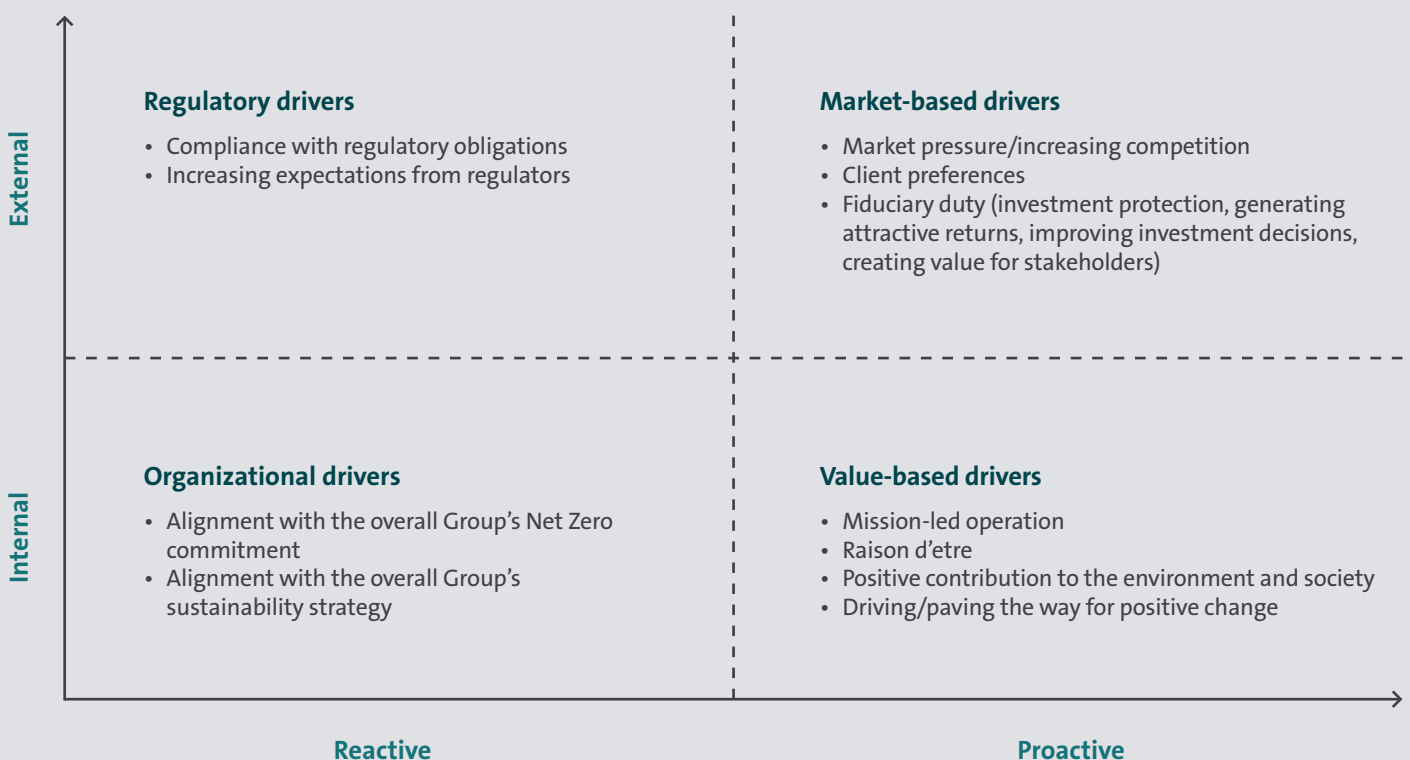 External
Regulatory drivers
• Compliance with regulatory obligations
• Increasing expectations from regulators
Market-based drivers
• Market pressure/increasing competition
• Client preferences
• Fiduciary duty (investment protection, generating
attractive returns, improving investment decisions,
creating value for stakeholders)
Internal
Organizational drivers
• Alignment with the overall Group’s Net Zero
commitment
• Alignment with the overall Group’s
sustainability strategy
Value-based drivers
• Mission-led operation
• Raison d’etre
• Positive contribution to the environment and society
• Driving/paving the way for positive change
Reactive
Proactive